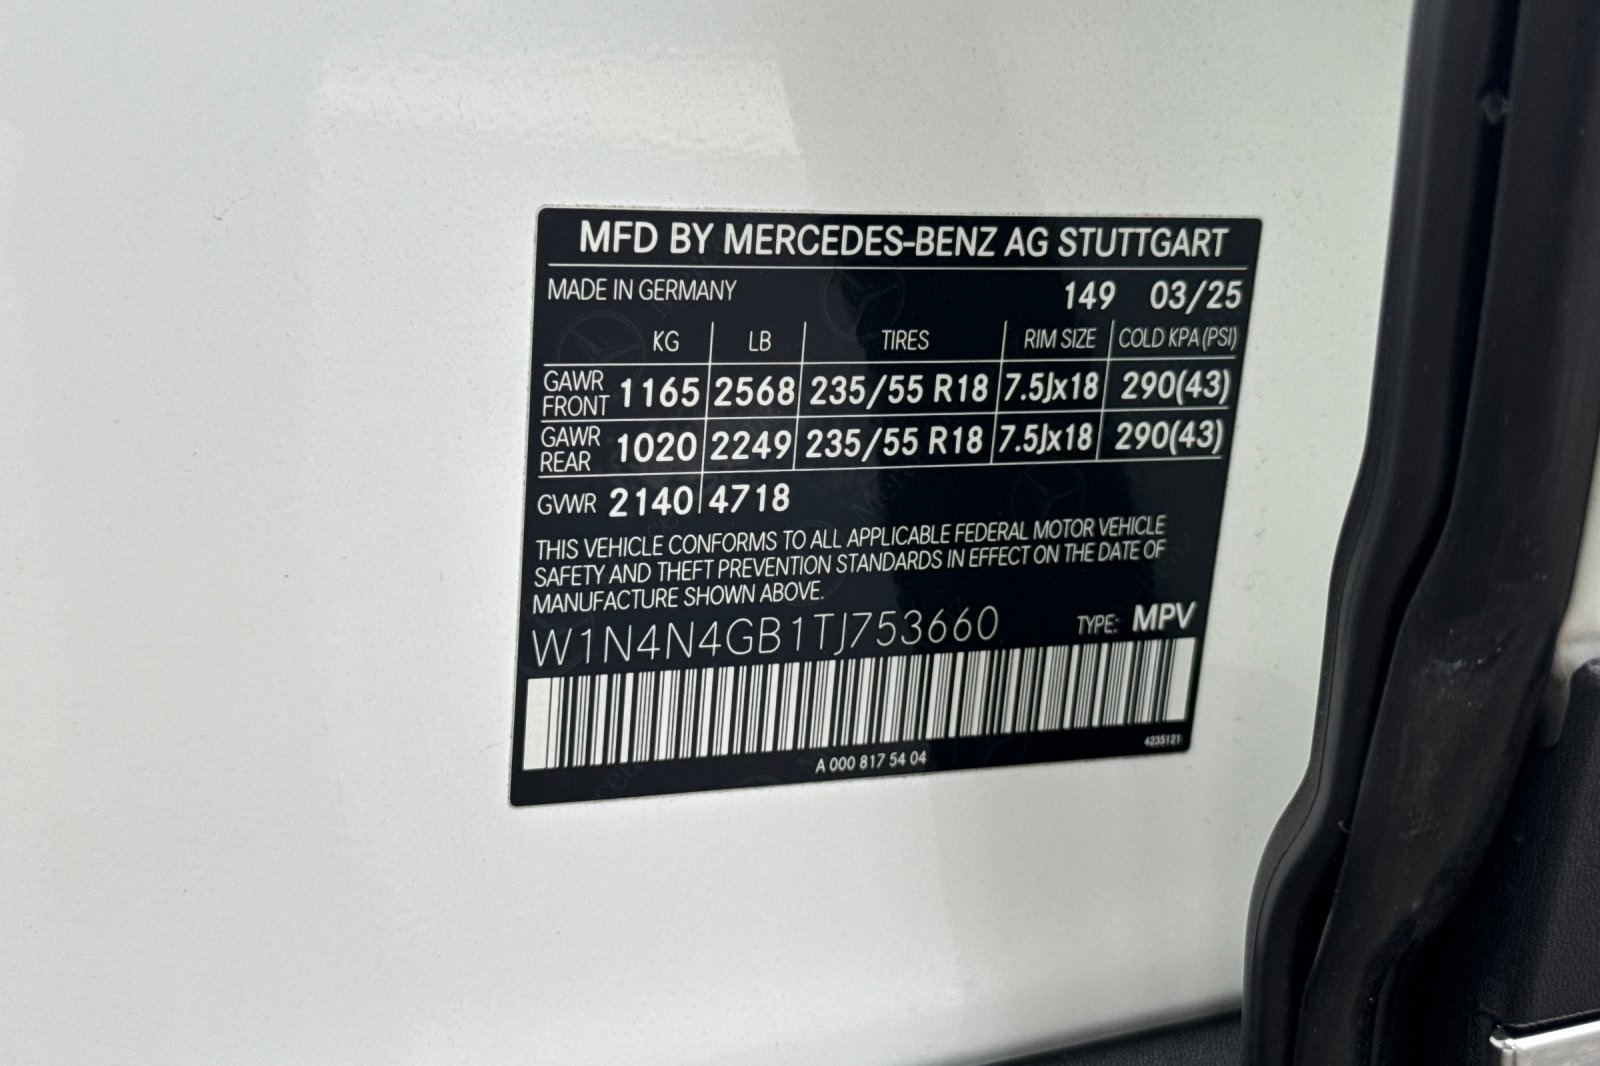 MFD BY MERCEDES-BENZ AG STUTTGART
MADE IN GERMANY 149 03/25
KG LB TIRES RIM SIZE COLD KPA (PSI)
GAWR FRONT 1165 2568 235/55 R18 7.5Jx18 290(43)
GAWR REAR 1020 2249 235/55 R18 7.5Jx18 290(43)
GVWR 2140 4718
THIS VEHICLE CONFORMS TO ALL APPLICABLE FEDERAL MOTOR VEHICLE
SAFETY AND THEFT PREVENTION STANDARDS IN EFFECT ON THE DATE OF
MANUFACTURE SHOWN ABOVE.
W1N4N4GB1TJ753660 TYPE: MPV
A 000 817 54 04 4235121